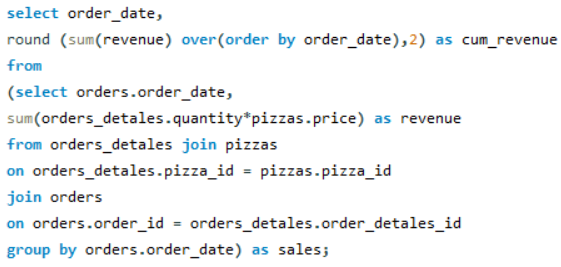 select order_date,
round (sum(revenue) over(order by order_date),2) as cum_revenue
from
(select orders.order_date,
sum(orders_detales.quantity*pizzas.price) as revenue
from orders_detales join pizzas
on orders_detales.pizza_id = pizzas.pizza_id
join orders
on orders.order_id = orders_detales.order_detales_id
group by orders.order_date) as sales;